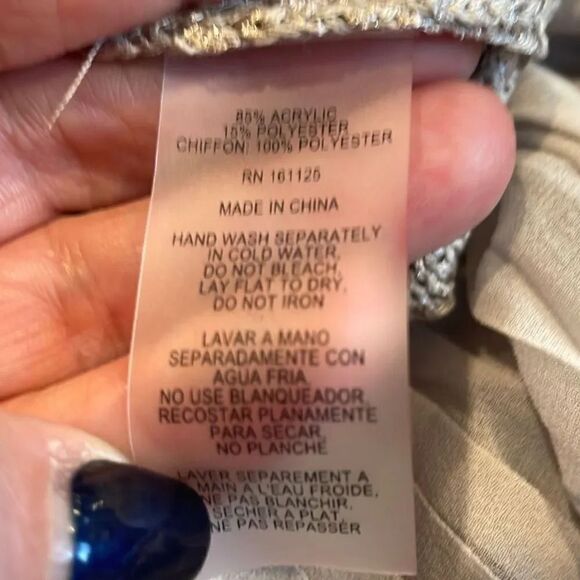 85% ACRYLIC
15% POLYESTER
CHIFFON: 100% POLYESTER
RN 161125
MADE IN CHINA
HAND WASH SEPARATELY
IN COLD WATER,
DO NOT BLEACH,
LAY FLAT TO DRY,
DO NOT IRON
LAVAR A MANO
SEPARADAMENTE CON
AGUA FRIA,
NO USE BLANQUEADOR,
RECOSTAR PLANAMENTE
PARA SECAR,
NO PLANCHE
LAVER SEPAREMENT A
MAIN A L'EAU FROIDE,
NE PAS BLANCHIR,
SECHER A PLAT
NE PAS REPASSER